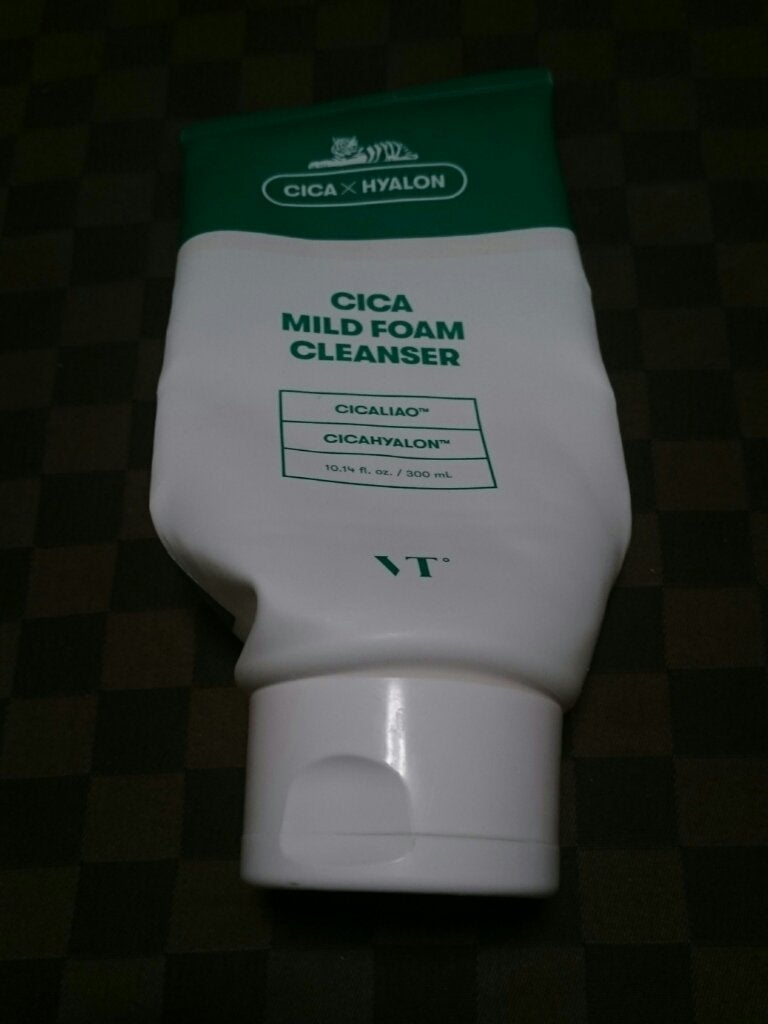 CICA × HYALON
CICA
MILD FOAM
CLEANSER
CICALIAO™
CICAHYALON™
10.14 fl. oz. / 300 mL
VT°